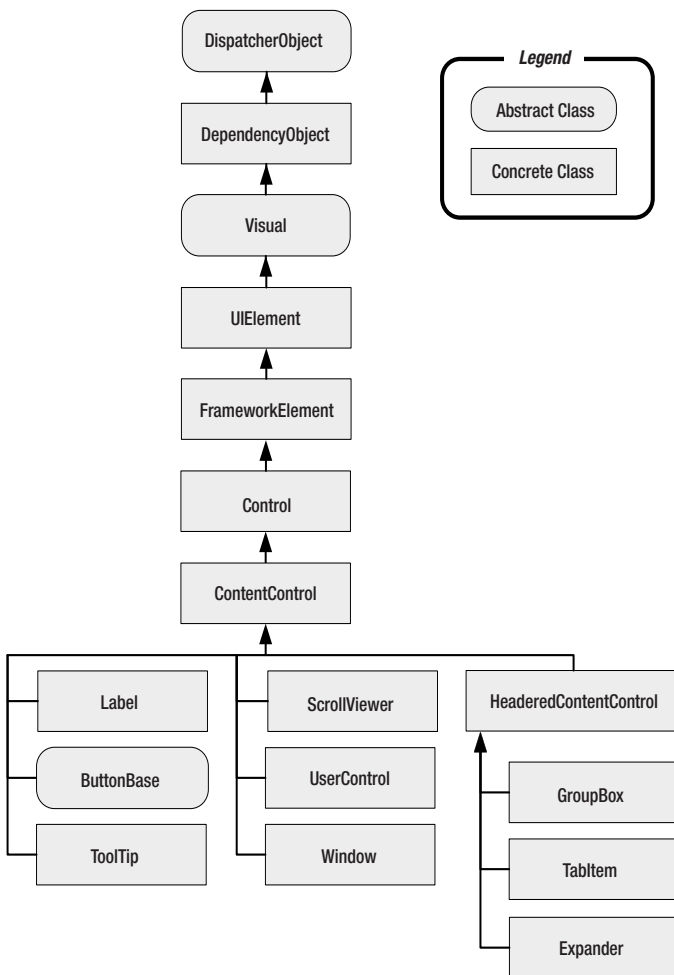 DispatcherObject
Legend
Abstract Class
DependencyObject
Concrete Class
Visual
UIElement
FrameworkElement
Control
ContentControl
Label
ScrollViewer
HeaderedContentControl
ButtonBase
UserControl
GroupBox
ToolTip
Window
TabItem
Expander